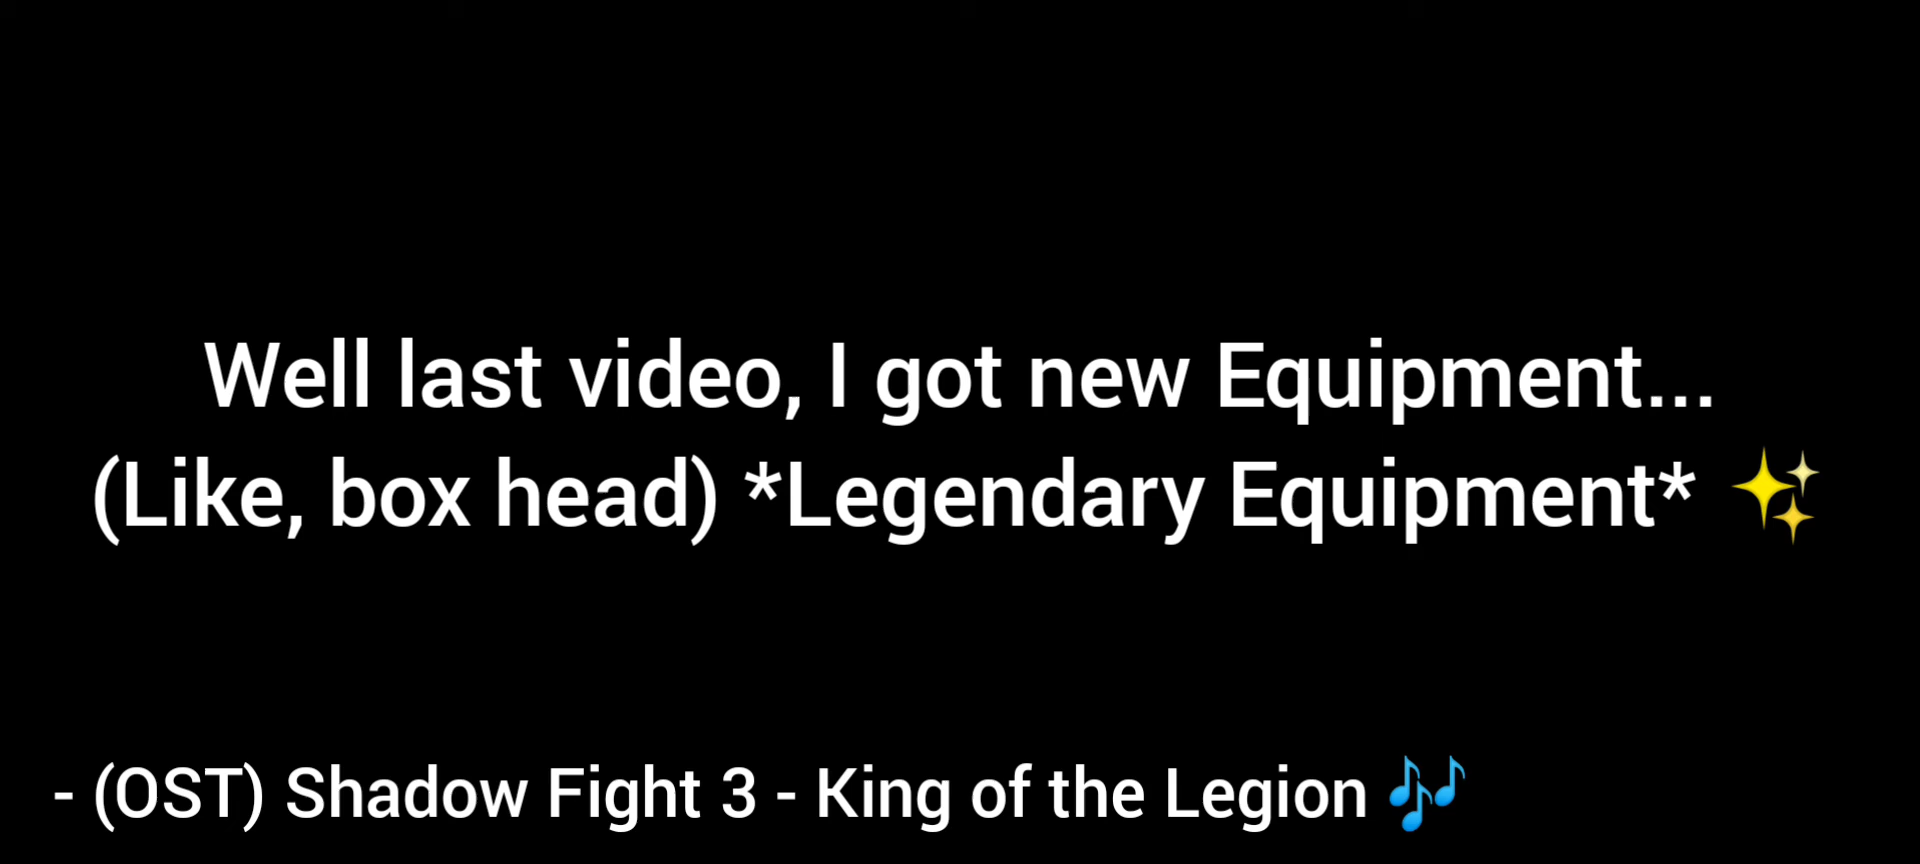 Well last video, I got new Equipment...
(Like, box head) *Legendary Equipment* ✨
- (OST) Shadow Fight 3 - King of the Legion 🎶